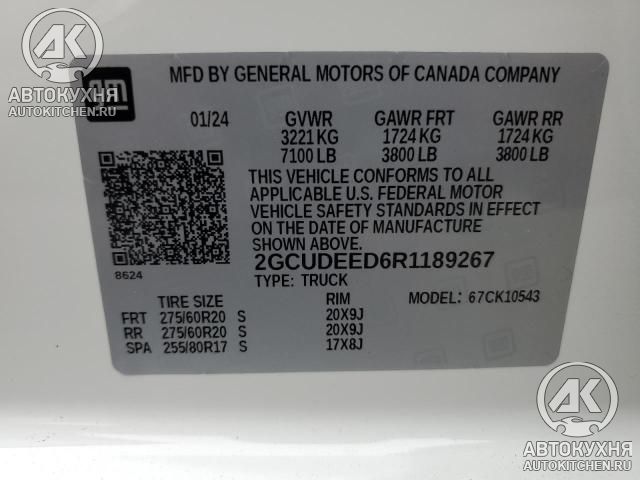 MFD BY GENERAL MOTORS OF CANADA COMPANY
GM
01/24 GVWR GAWR FRT GAWR RR
3221 KG 1724 KG 1724 KG
7100 LB 3800 LB 3800 LB
THIS VEHICLE CONFORMS TO ALL
APPLICABLE U.S. FEDERAL MOTOR
VEHICLE SAFETY STANDARDS IN EFFECT
ON THE DATE OF MANUFACTURE
SHOWN ABOVE.
8624
2GCUDEED6R1189267
TYPE: TRUCK MODEL: 67CK10543
TIRE SIZE RIM
FRT 275/60R20 S 20X9J
RR 275/60R20 S 20X9J
SPA 255/80R17 S 17X8J
АК
АВТОКУХНЯ
AUTOKITCHEN.RU
АК
АВТОКУХНЯ
AUTOKITCHEN.RU